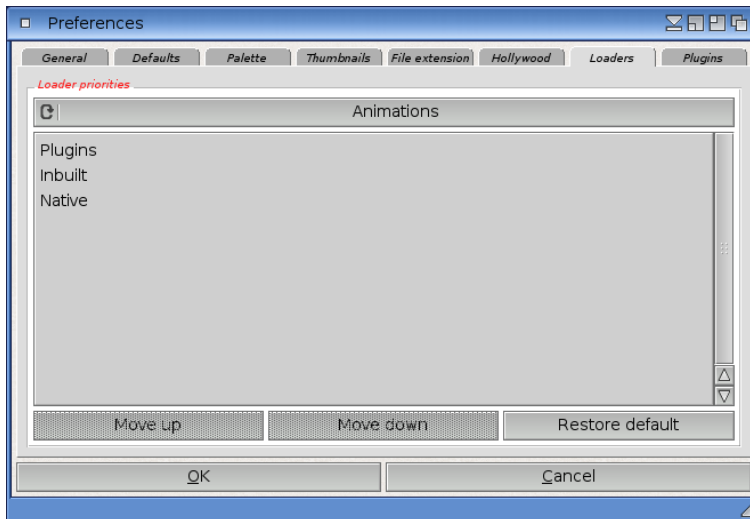 Preferences
General Defaults Palette Thumbnails File extension Hollywood Loaders Plugins
Loader priorities
Animations
Plugins
Inbuilt
Native
Move up Move down Restore default
OK Cancel